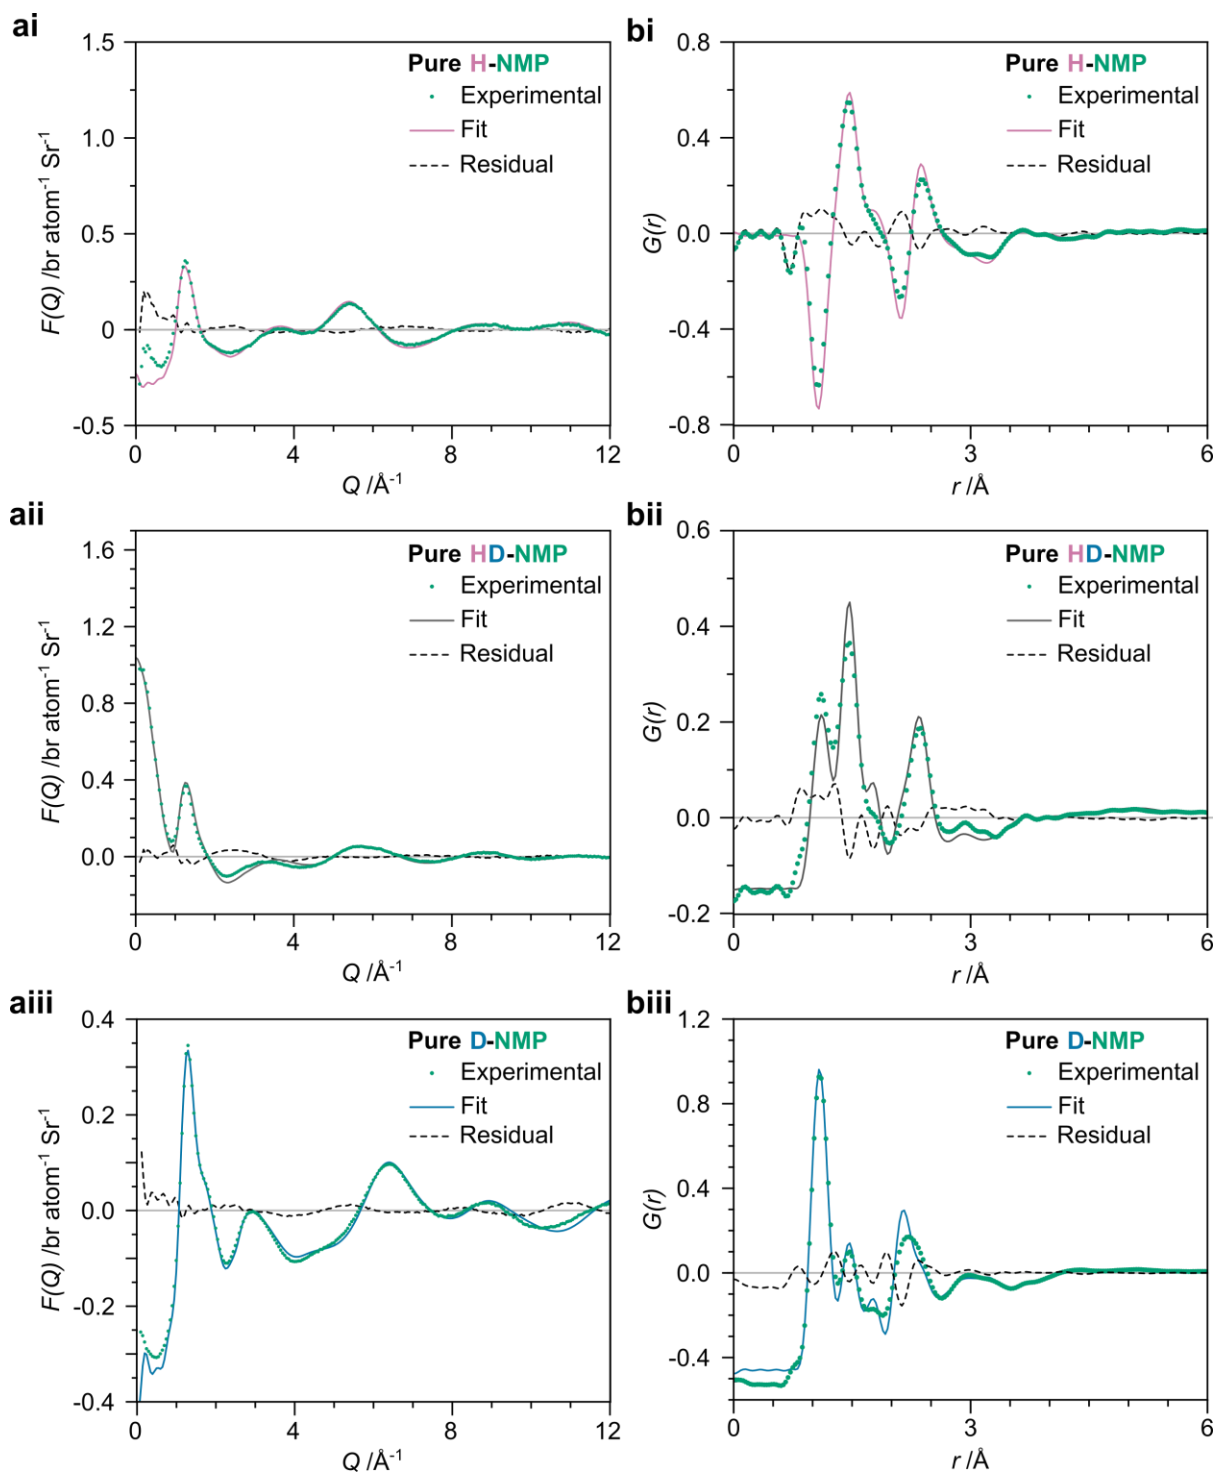 ai
1.5
1.0
0.5
0
-0.5
F(Q) /br atom⁻¹ Sr⁻¹
Pure H-NMP
Experimental
Fit
Residual
0 4 8 12
Q /Å⁻¹
bi
0.8
0.4
0.0
-0.4
-0.8
G(r)
Pure H-NMP
Experimental
Fit
Residual
0 3 6
r /Å
aii
1.6
1.2
0.8
0.4
0.0
F(Q) /br atom⁻¹ Sr⁻¹
Pure HD-NMP
Experimental
Fit
Residual
0 4 8 12
Q /Å⁻¹
bii
0.6
0.4
0.2
0.0
-0.2
G(r)
Pure HD-NMP
Experimental
Fit
Residual
0 3 6
r /Å
aiii
0.4
0.2
0.0
-0.2
-0.4
F(Q) /br atom⁻¹ Sr⁻¹
Pure D-NMP
Experimental
Fit
Residual
0 4 8 12
Q /Å⁻¹
biii
1.2
0.8
0.4
0.0
-0.4
G(r)
Pure D-NMP
Experimental
Fit
Residual
0 3 6
r /Å